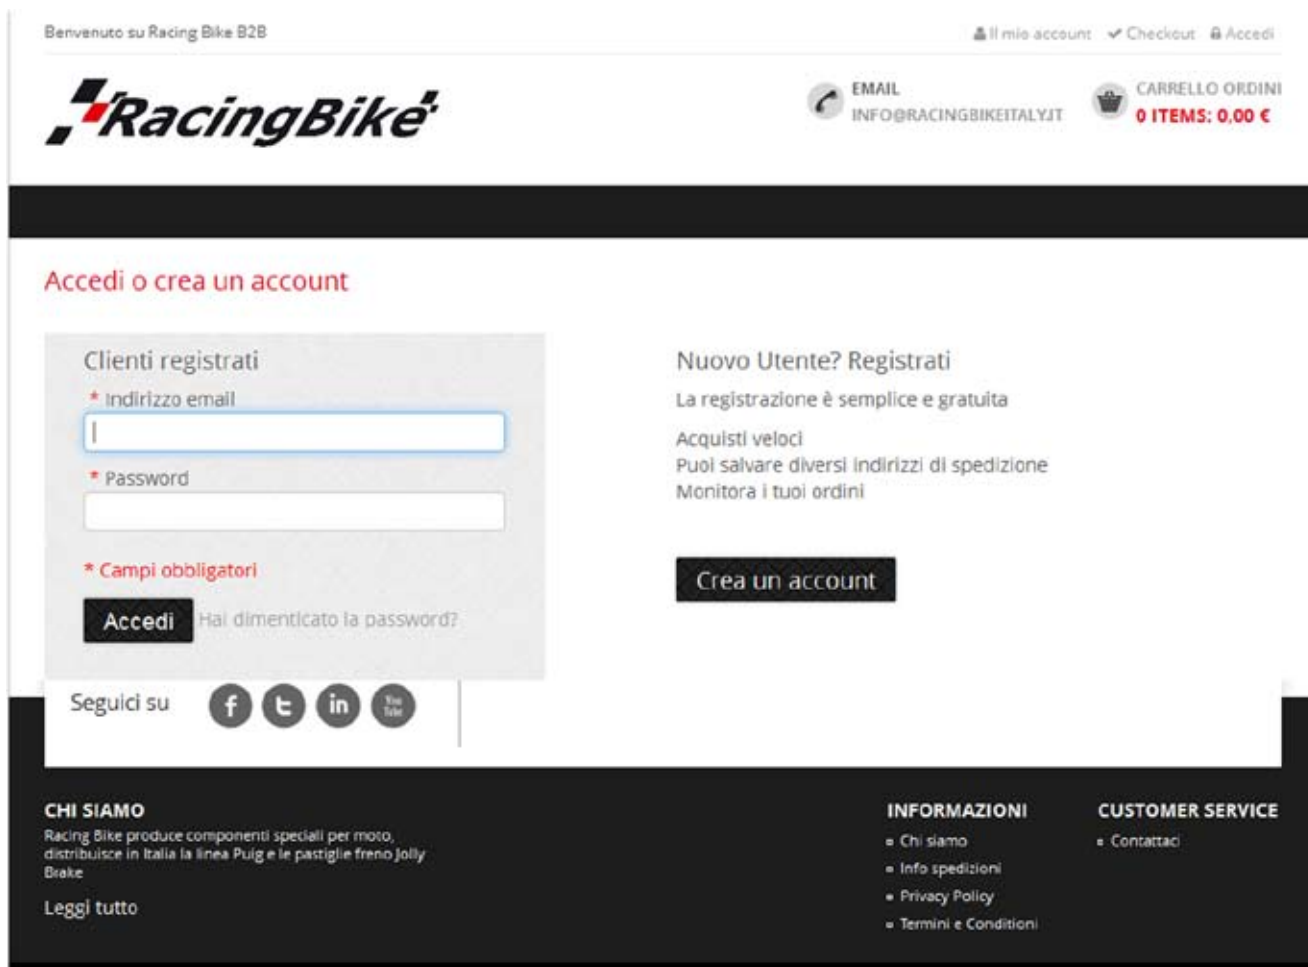 Benvenuto su Racing Bike B2B
Il mio account Checkout Accedi
RacingBike
EMAIL
INFO@RACINGBIKEITALY.IT
CARRELLO ORDINI
0 ITEMS: 0,00 €
Accedi o crea un account
Clienti registrati
* Indirizzo email
* Password
* Campi obbligatori
Accedi Hai dimenticato la password?
Nuovo Utente? Registrati
La registrazione è semplice e gratuita
Acquisti veloci
Puoi salvare diversi indirizzi di spedizione
Monitora i tuoi ordini
Crea un account
Seguici su
f t in You Tube
CHI SIAMO
Racing Bike produce componenti speciali per moto,
distribuisce in Italia la linea Puig e le pastiglie freno Jolly
Brake
Leggi tutto
INFORMAZIONI
Chi siamo
Info spedizioni
Privacy Policy
Termini e Conditioni
CUSTOMER SERVICE
Contattaci